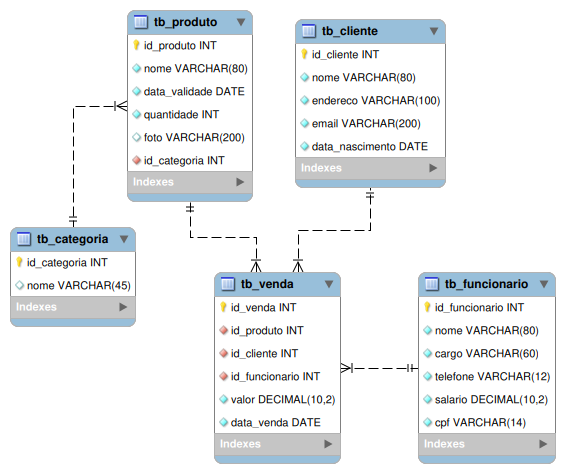 tb_produto
id_produto INT
nome VARCHAR(80)
data_validade DATE
quantidade INT
foto VARCHAR(200)
id_categoria INT
Indexes
tb_cliente
id_cliente INT
nome VARCHAR(80)
endereco VARCHAR(100)
email VARCHAR(200)
data_nascimento DATE
Indexes
tb_categoria
id_categoria INT
nome VARCHAR(45)
Indexes
tb_venda
id_venda INT
id_produto INT
id_cliente INT
id_funcionario INT
valor DECIMAL(10,2)
data_venda DATE
Indexes
tb_funcionario
id_funcionario INT
nome VARCHAR(80)
cargo VARCHAR(60)
telefone VARCHAR(12)
salario DECIMAL(10,2)
cpf VARCHAR(14)
Indexes